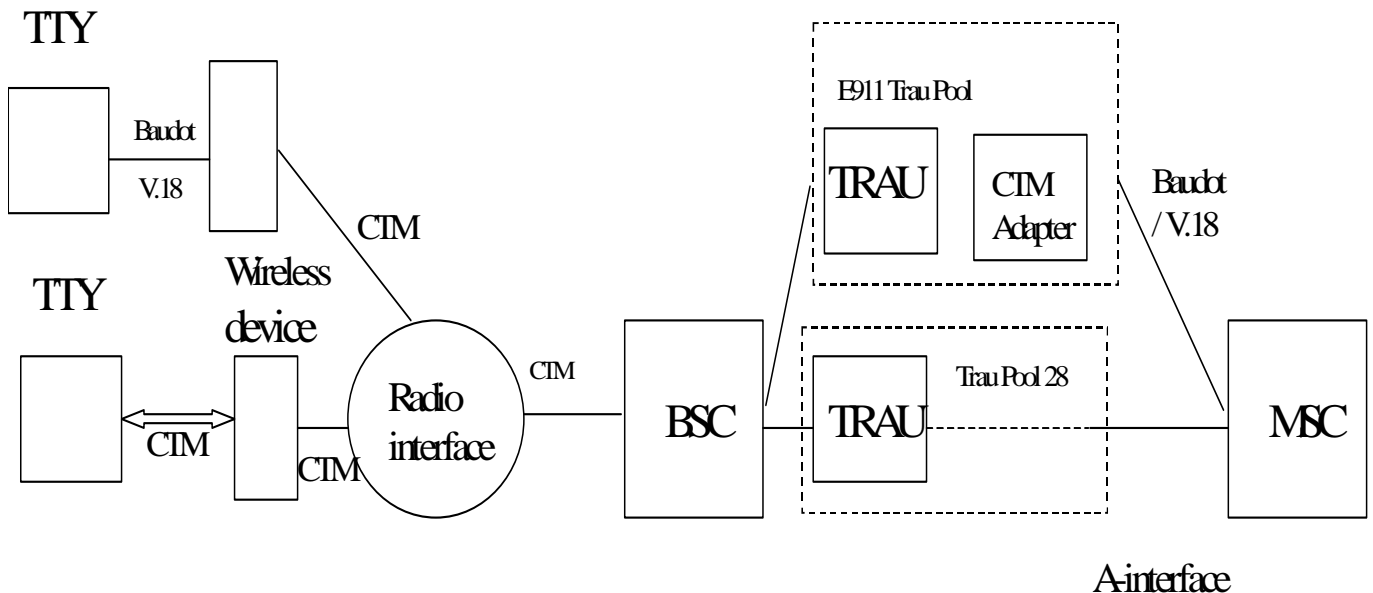 TTY
Baudot
V.18
CTM
Wireless
device
TTY
CTM
CTM
Radio
interface
CTM
BSC
E911 Trau Pool
TRAU
CTM
Adapter
Baudot
/ V.18
Trau Pool 28
TRAU
MSC
A-interface